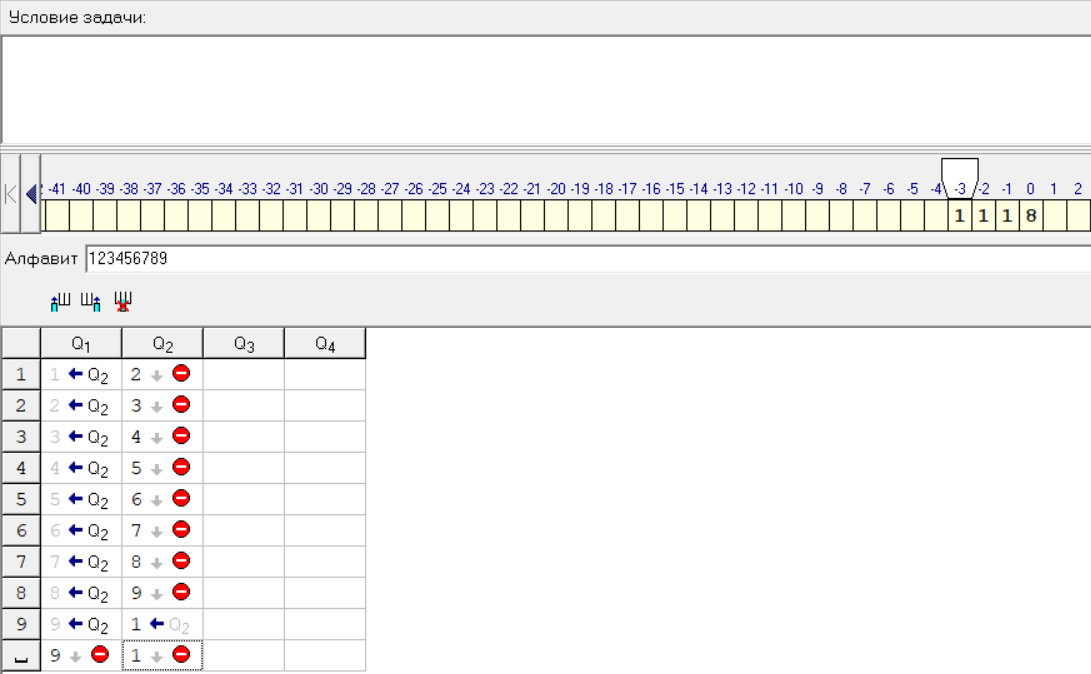 Условие задачи:
-41 -40 -39 -38 -37 -36 -35 -34 -33 -32 -31 -30 -29 -28 -27 -26 -25 -24 -23 -22 -21 -20 -19 -18 -17 -16 -15 -14 -13 -12 -11 -10 -9 -8 -7 -6 -5 -4 -3 -2 -1 0 1 2
1 1 1 8
Алфавит 123456789
Q1 Q2 Q3 Q4
1 1 ← Q2 2 ↓
2 2 ← Q2 3 ↓
3 3 ← Q2 4 ↓
4 4 ← Q2 5 ↓
5 5 ← Q2 6 ↓
6 6 ← Q2 7 ↓
7 7 ← Q2 8 ↓
8 8 ← Q2 9 ↓
9 9 ← Q2 1 ← Q2
␣ 9 ↓ 1 ↓